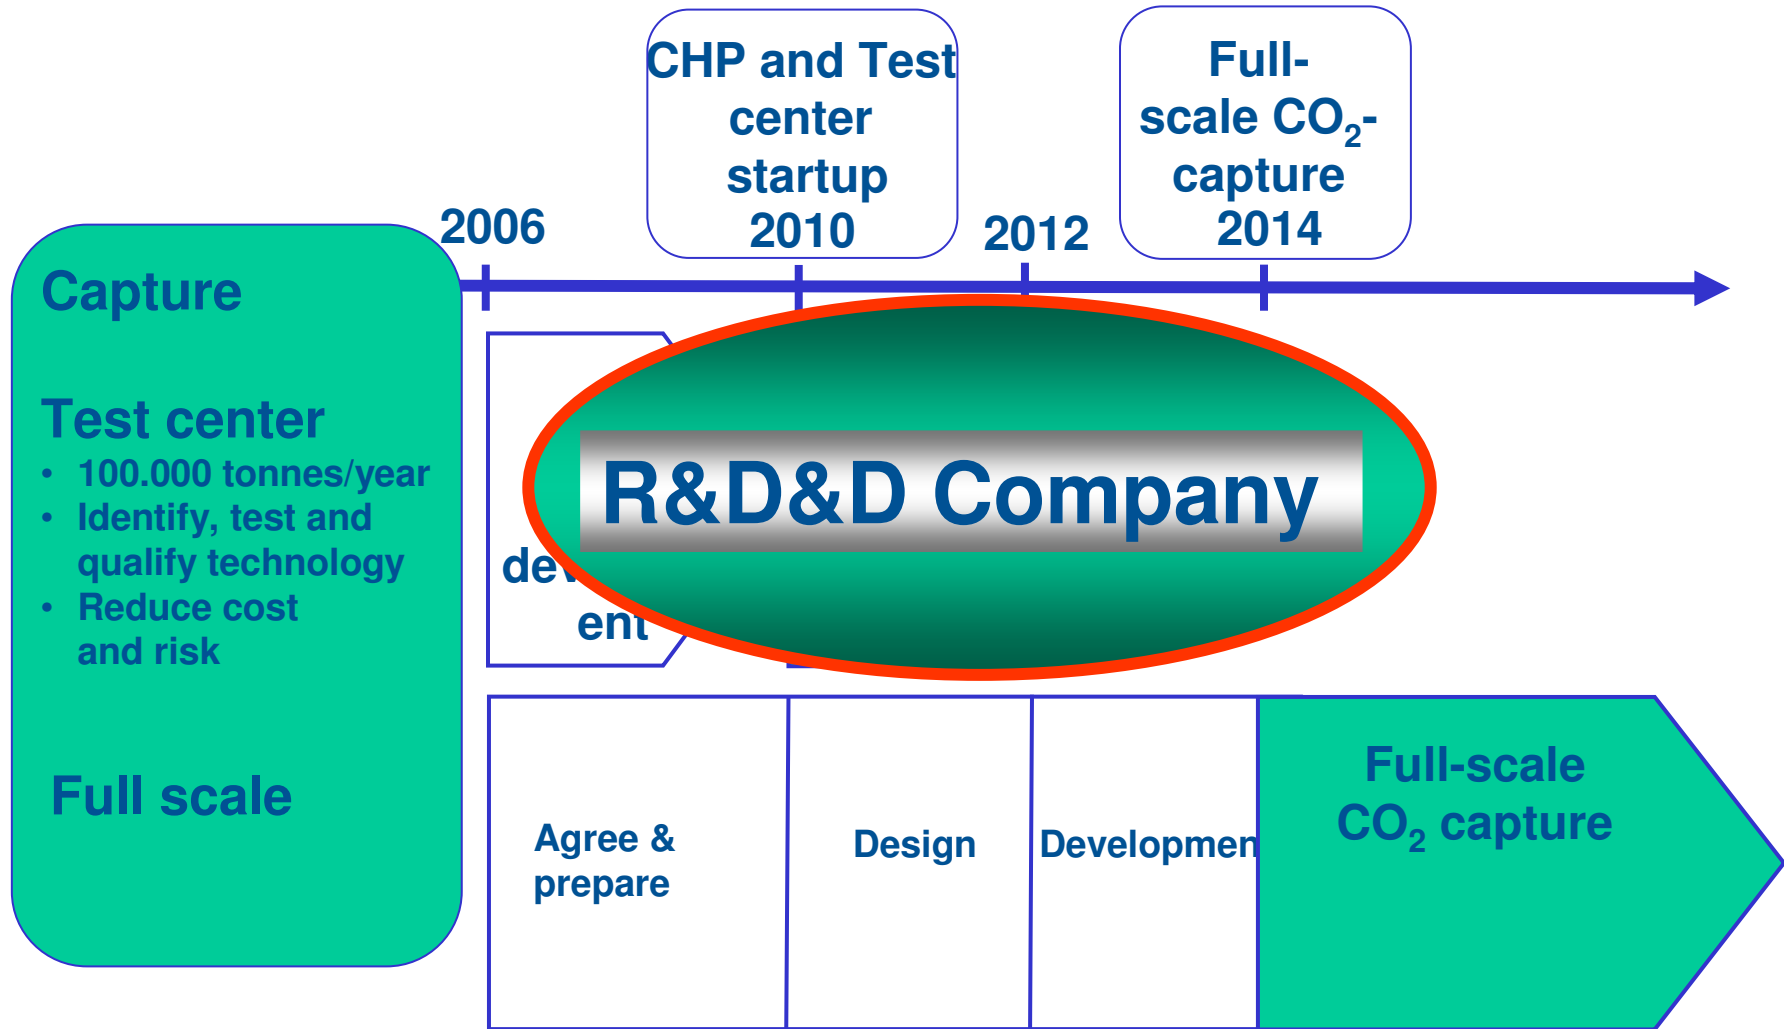 CHP and Test
center
startup
2010
Full-
scale CO₂-
capture
2014
2006
2012
Capture
Test center
• 100.000 tonnes/year
• Identify, test and
qualify technology
• Reduce cost
and risk
Full scale
R&D&D Company
ent
Agree &
prepare
Design
Developmen
Full-scale
CO₂ capture